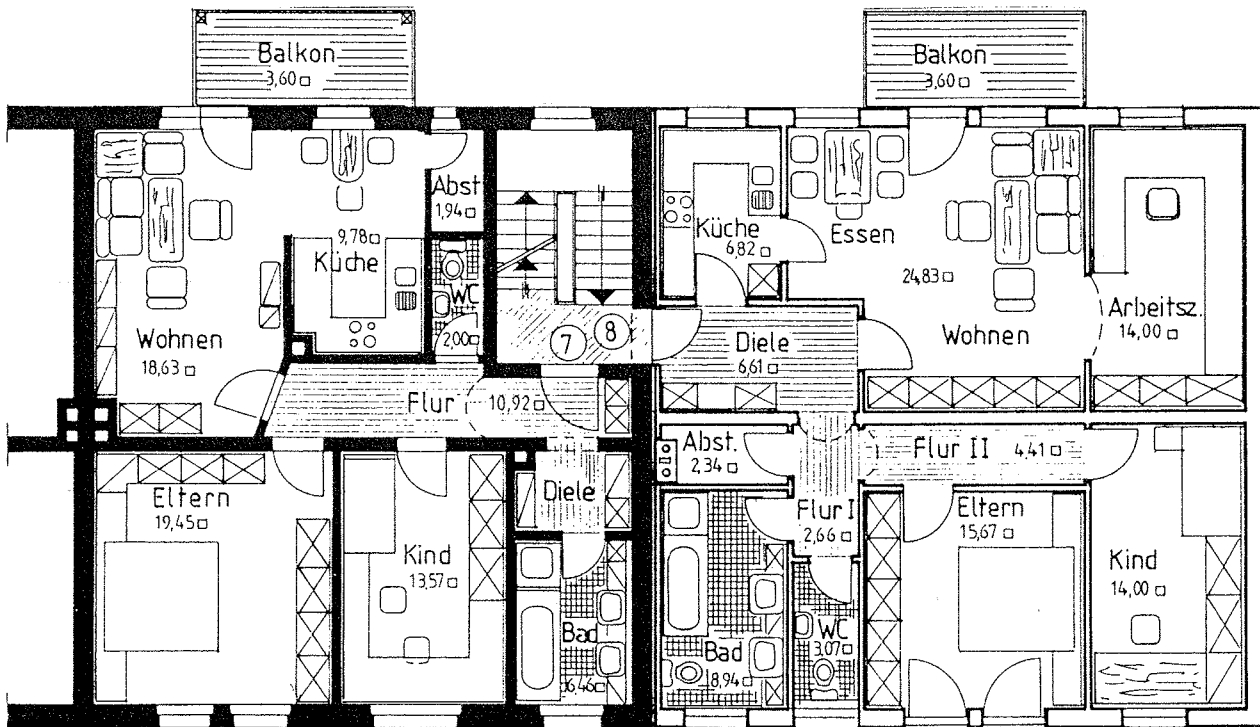 Balkon
3,60 □
Balkon
3,60 □
Abst
1,94 □
9,78 □
Küche
WC
2,00 □
Wohnen
18,63 □
Flur 10,92 □
7
8
Küche
6,82 □
Essen
24,83 □
Wohnen
Arbeitsz.
14,00 □
Diele
6,61 □
Eltern
19,45 □
Kind
13,57 □
Diele
Bad
6,46 □
Abst.
2,34 □
Flur II 4,41 □
Flur I
2,66 □
Eltern
15,67 □
Kind
14,00 □
Bad
8,94 □
WC
3,07 □